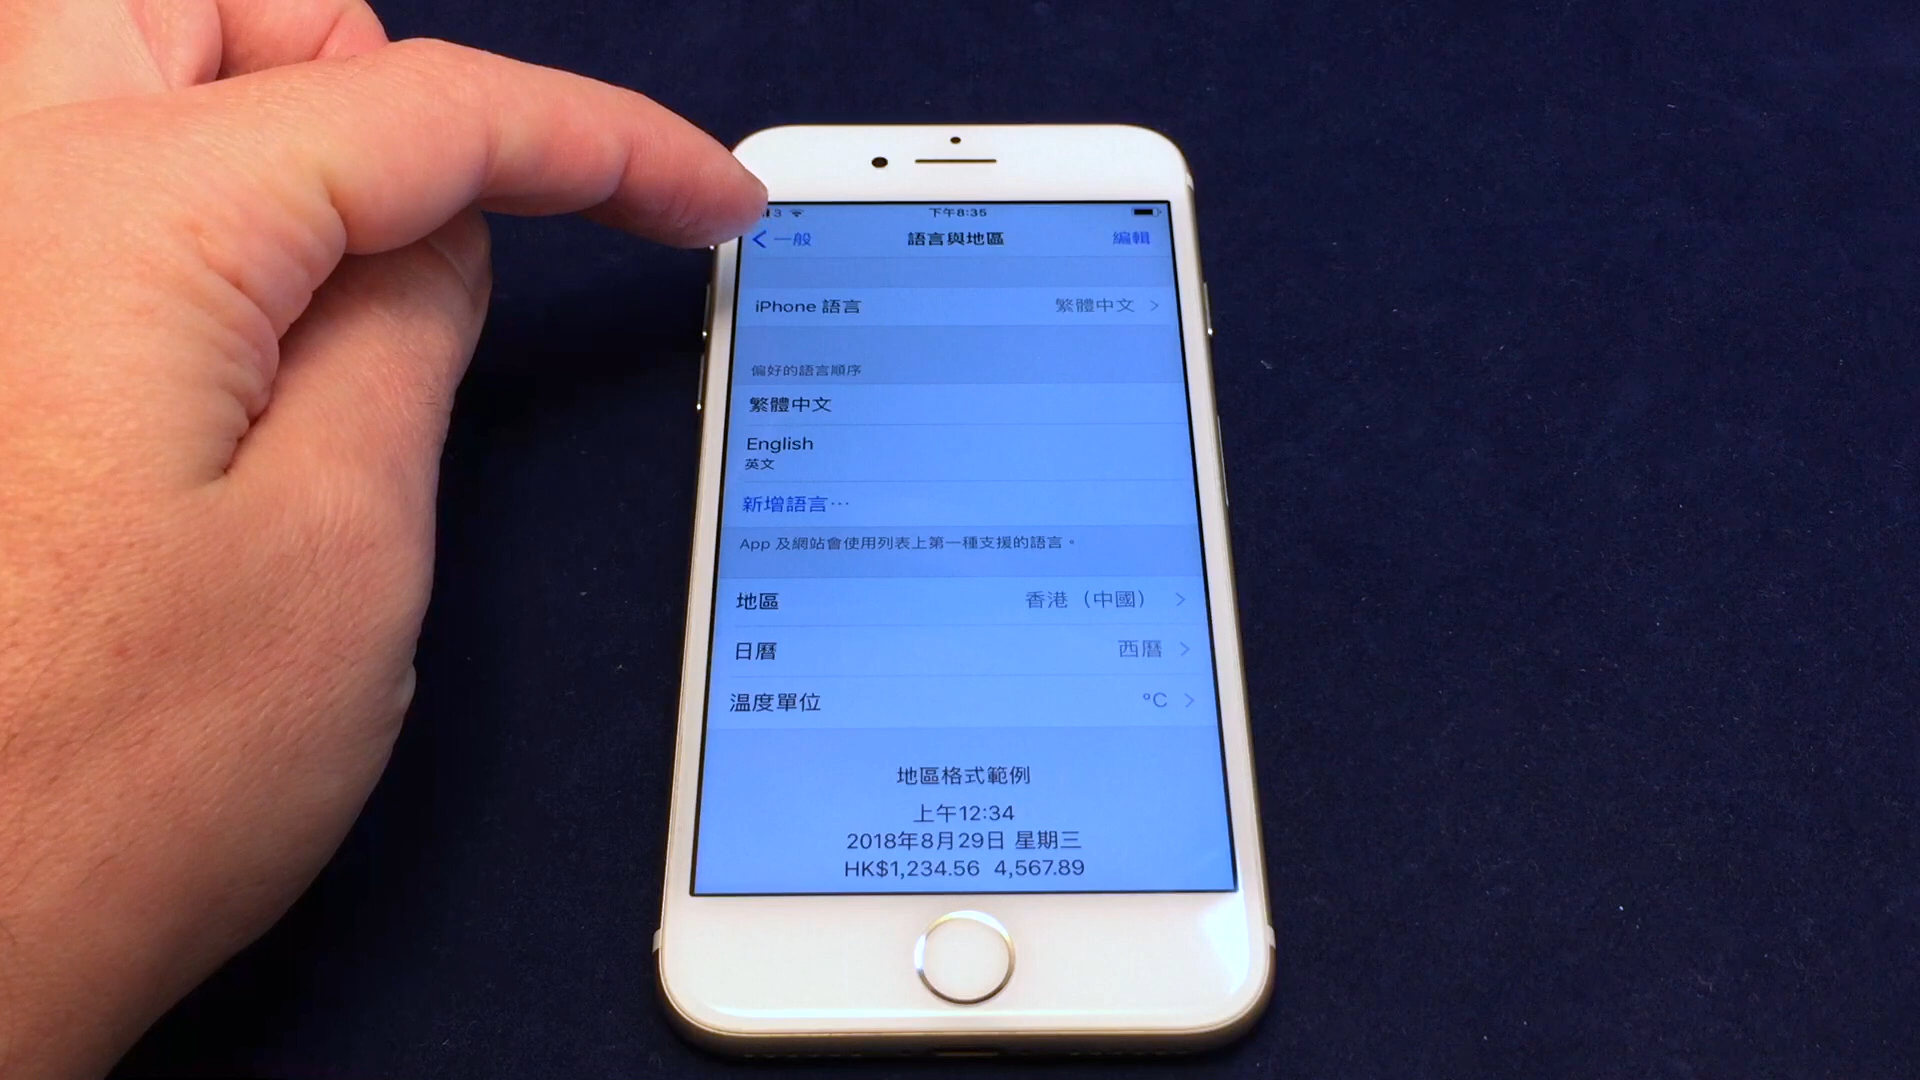 3 下午8:35
一般 語言與地區 編輯
iPhone 語言 繁體中文
偏好的語言順序
繁體中文
English
英文
新增語言…
App 及網站會使用列表上第一種支援的語言。
地區 香港（中國）
日曆 西曆
溫度單位 °C
地區格式範例
上午12:34
2018年8月29日 星期三
HK$1,234.56 4,567.89